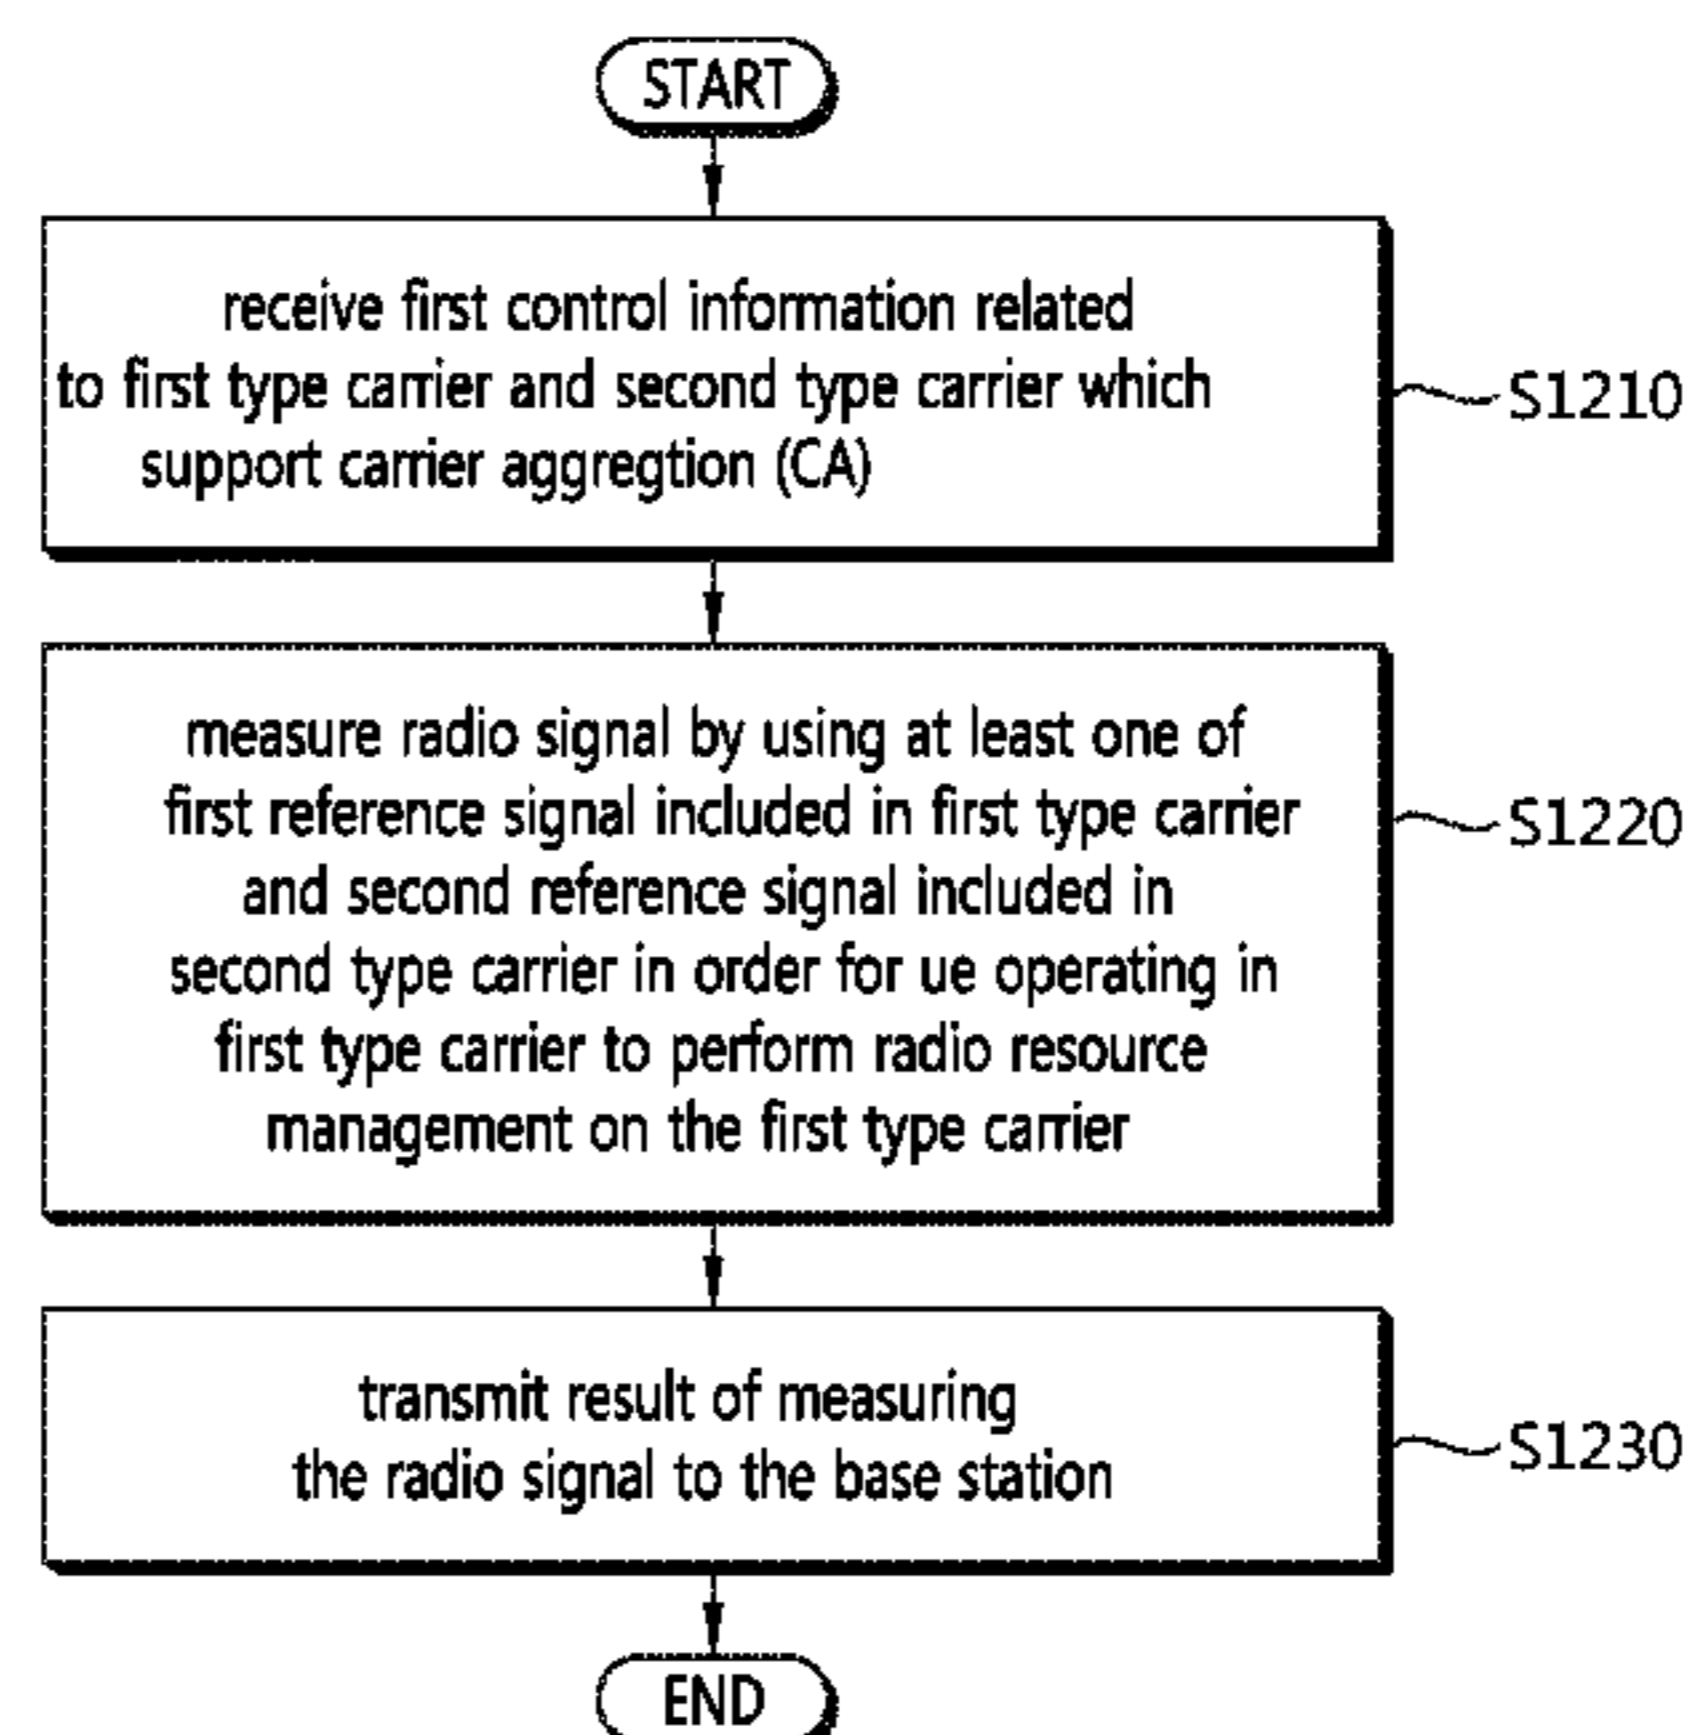 START
receive first control information related
to first type carrier and second type carrier which
support carrier aggregtion (CA)
S1210
measure radio signal by using at least one of
first reference signal included in first type carrier
and second reference signal included in
second type carrier in order for ue operating in
first type carrier to perform radio resource
management on the first type carrier
S1220
transmit result of measuring
the radio signal to the base station
S1230
END